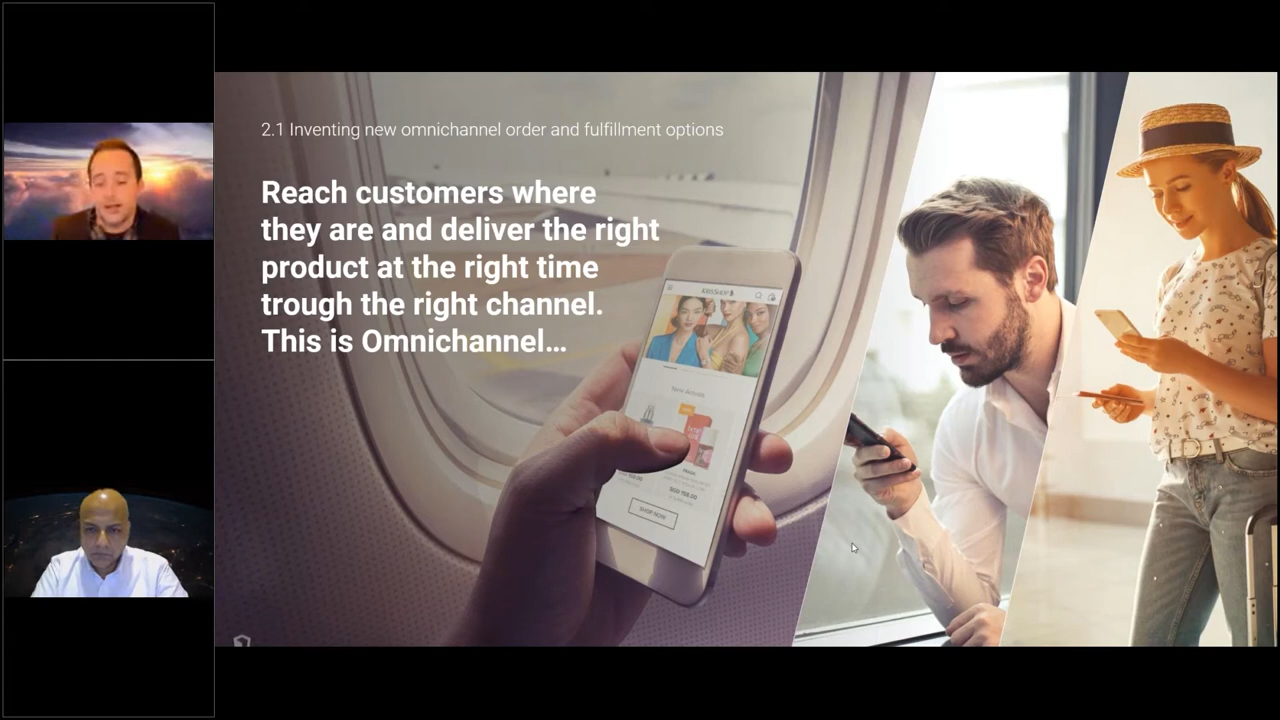 2.1 Inventing new omnichannel order and fulfillment options
Reach customers where
they are and deliver the right
product at the right time
trough the right channel.
This is Omnichannel…
KrisShop
New Arrivals
SHOP NOW